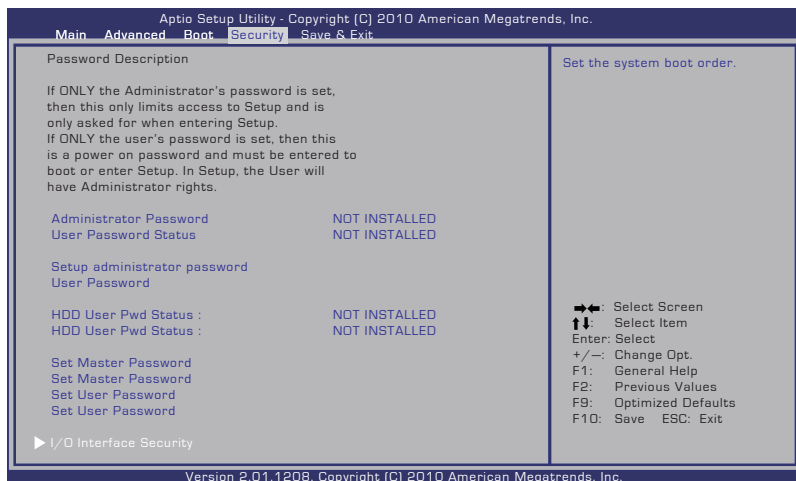 Aptio Setup Utility - Copyright (C) 2010 American Megatrends, Inc.
Main Advanced Boot Security Save & Exit
Password Description
If ONLY the Administrator's password is set,
then this only limits access to Setup and is
only asked for when entering Setup.
If ONLY the user's password is set, then this
is a power on password and must be entered to
boot or enter Setup. In Setup, the User will
have Administrator rights.
Administrator Password NOT INSTALLED
User Password Status NOT INSTALLED
Setup administrator password
User Password
HDD User Pwd Status : NOT INSTALLED
HDD User Pwd Status : NOT INSTALLED
Set Master Password
Set Master Password
Set User Password
Set User Password
I/O Interface Security
Set the system boot order.
→←: Select Screen
↑↓: Select Item
Enter: Select
+/—: Change Opt.
F1: General Help
F2: Previous Values
F9: Optimized Defaults
F10: Save ESC: Exit
Version 2.01.1208. Copyright (C) 2010 American Megatrends, Inc.